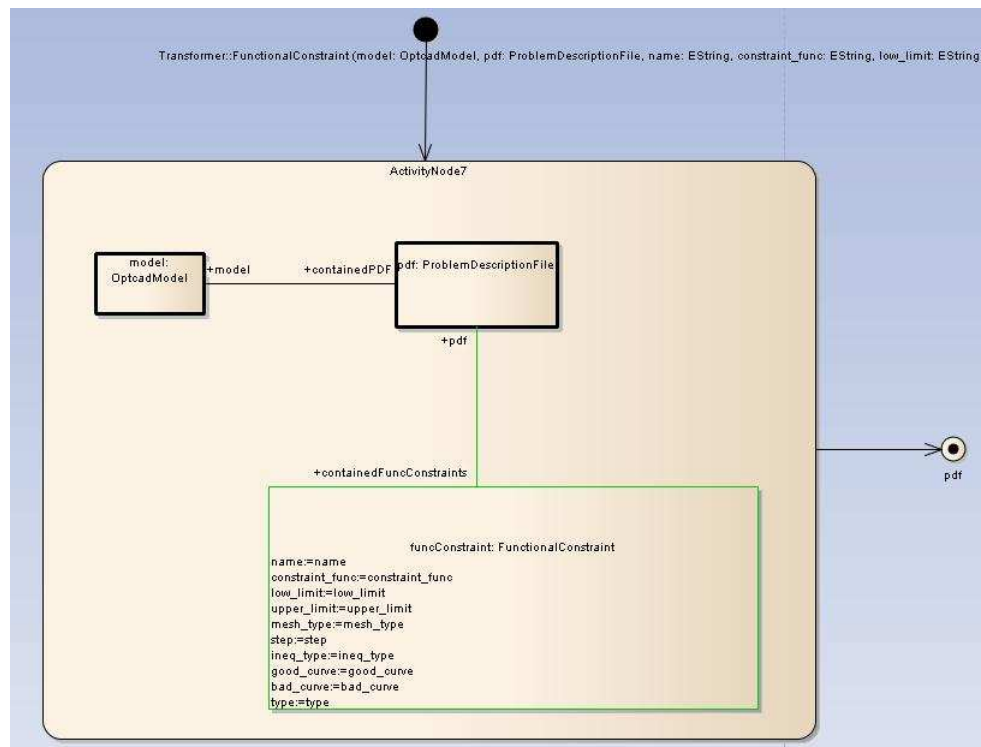 Transformer::FunctionalConstraint (model: OptcadModel, pdf: ProblemDescriptionFile, name: EString, constraint_func: EString, low_limit: EString
ActivityNode7
model:
OptcadModel
+model
+containedPDF
pdf: ProblemDescriptionFile
+pdf
+containedFuncConstraints
pdf
funcConstraint: FunctionalConstraint
name:=name
constraint_func:=constraint_func
low_limit:=low_limit
upper_limit:=upper_limit
mesh_type:=mesh_type
step:=step
ineq_type:=ineq_type
good_curve:=good_curve
bad_curve:=bad_curve
type:=type